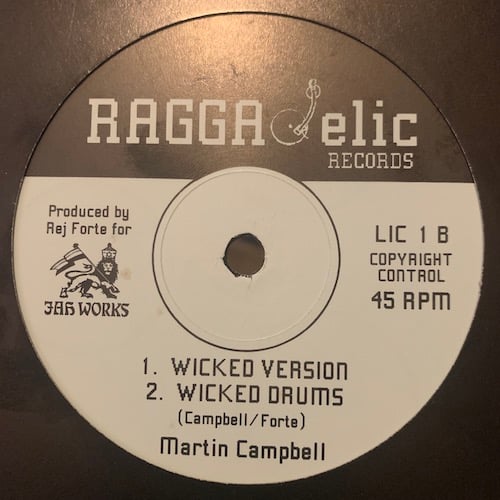 RAGGAdelic
RECORDS
Produced by
Rej Forte for
JAH WORKS
LIC 1 B
COPYRIGHT
CONTROL
45 RPM
1. WICKED VERSION
2. WICKED DRUMS
(Campbell/Forte)
Martin Campbell